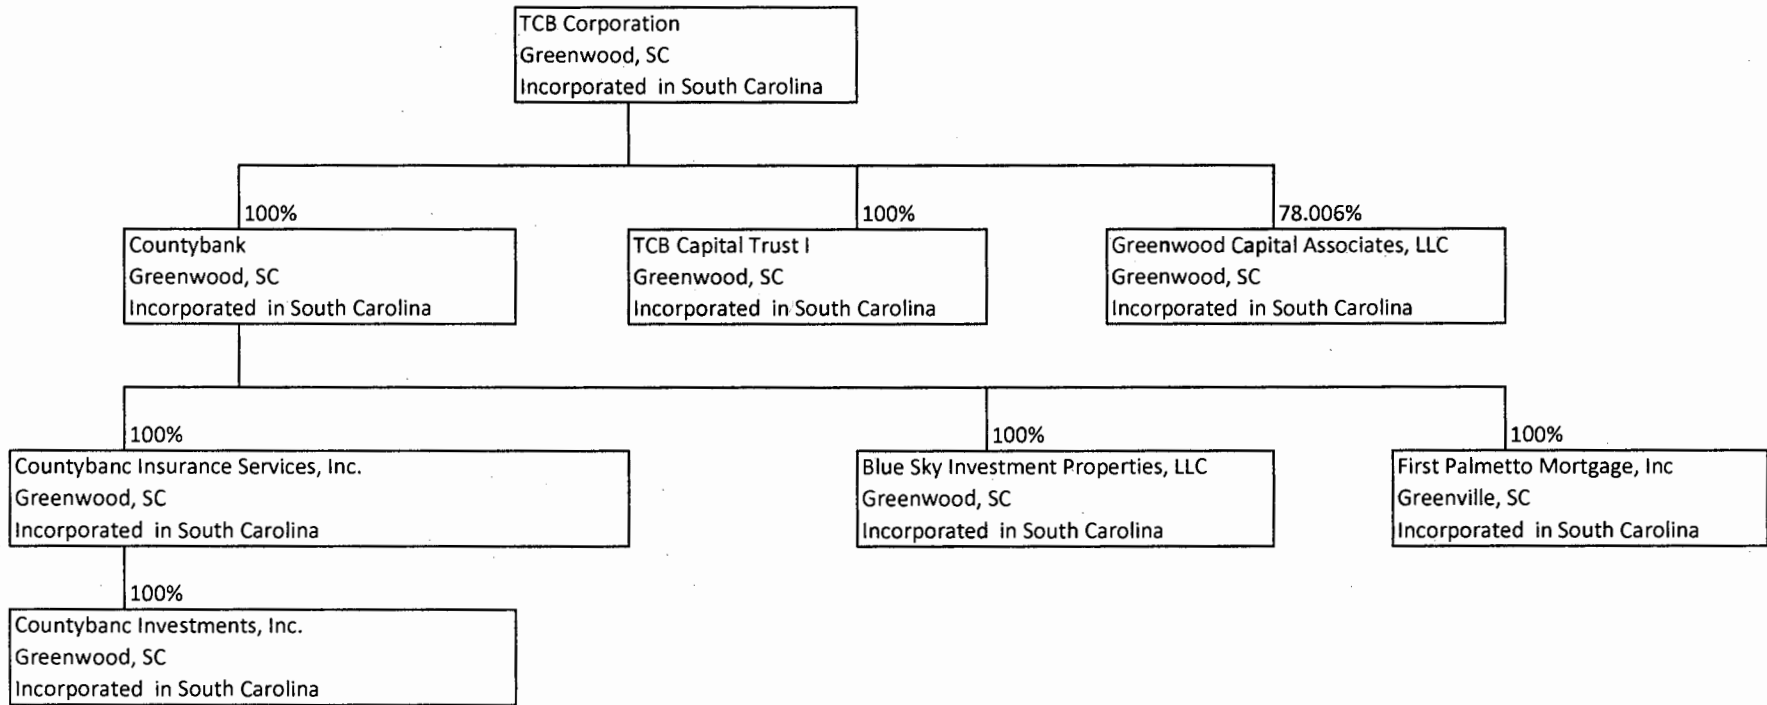 TCB Corporation
Greenwood, SC
Incorporated in South Carolina
100%
Countybank
Greenwood, SC
Incorporated in South Carolina
100%
TCB Capital Trust I
Greenwood, SC
Incorporated in South Carolina
78.006%
Greenwood Capital Associates, LLC
Greenwood, SC
Incorporated in South Carolina
100%
Countybanc Insurance Services, Inc.
Greenwood, SC
Incorporated in South Carolina
100%
Blue Sky Investment Properties, LLC
Greenwood, SC
Incorporated in South Carolina
100%
First Palmetto Mortgage, Inc
Greenville, SC
Incorporated in South Carolina
100%
Countybanc Investments, Inc.
Greenwood, SC
Incorporated in South Carolina